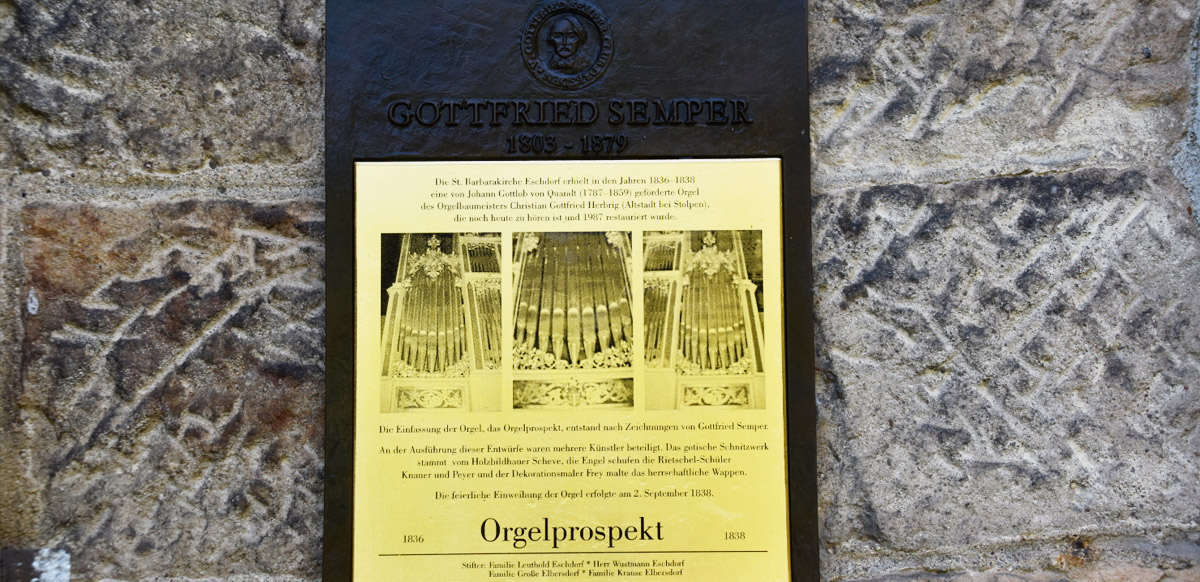 GOTTFRIED SEMPER
1803 - 1879
Die St. Barbarakirche Eschdorf erhielt in den Jahren 1836–1838
eine von Johann Gottlob von Quandt (1787–1859) geförderte Orgel
des Orgelbaumeisters Christian Gottfried Herbrig (Altstadt bei Stolpen),
die noch heute zu hören ist und 1987 restauriert wurde.
Die Einfassung der Orgel, das Orgelprospekt, entstand nach Zeichnungen von Gottfried Semper.
An der Ausführung dieser Entwürfe waren mehrere Künstler beteiligt. Das gotische Schnitzwerk
stammt vom Holzbildhauer Scheve, die Engel schufen die Rietschel-Schüler
Knauer und Peyer und der Dekorationsmaler Frey malte das herrschaftliche Wappen.
Die feierliche Einweihung der Orgel erfolgte am 2. September 1838.
1836 Orgelprospekt 1838
Stifter: Familie Leuthold Eschdorf * Herr Wustmann Eschdorf
Familie Große Elbersdorf * Familie Krause Elbersdorf